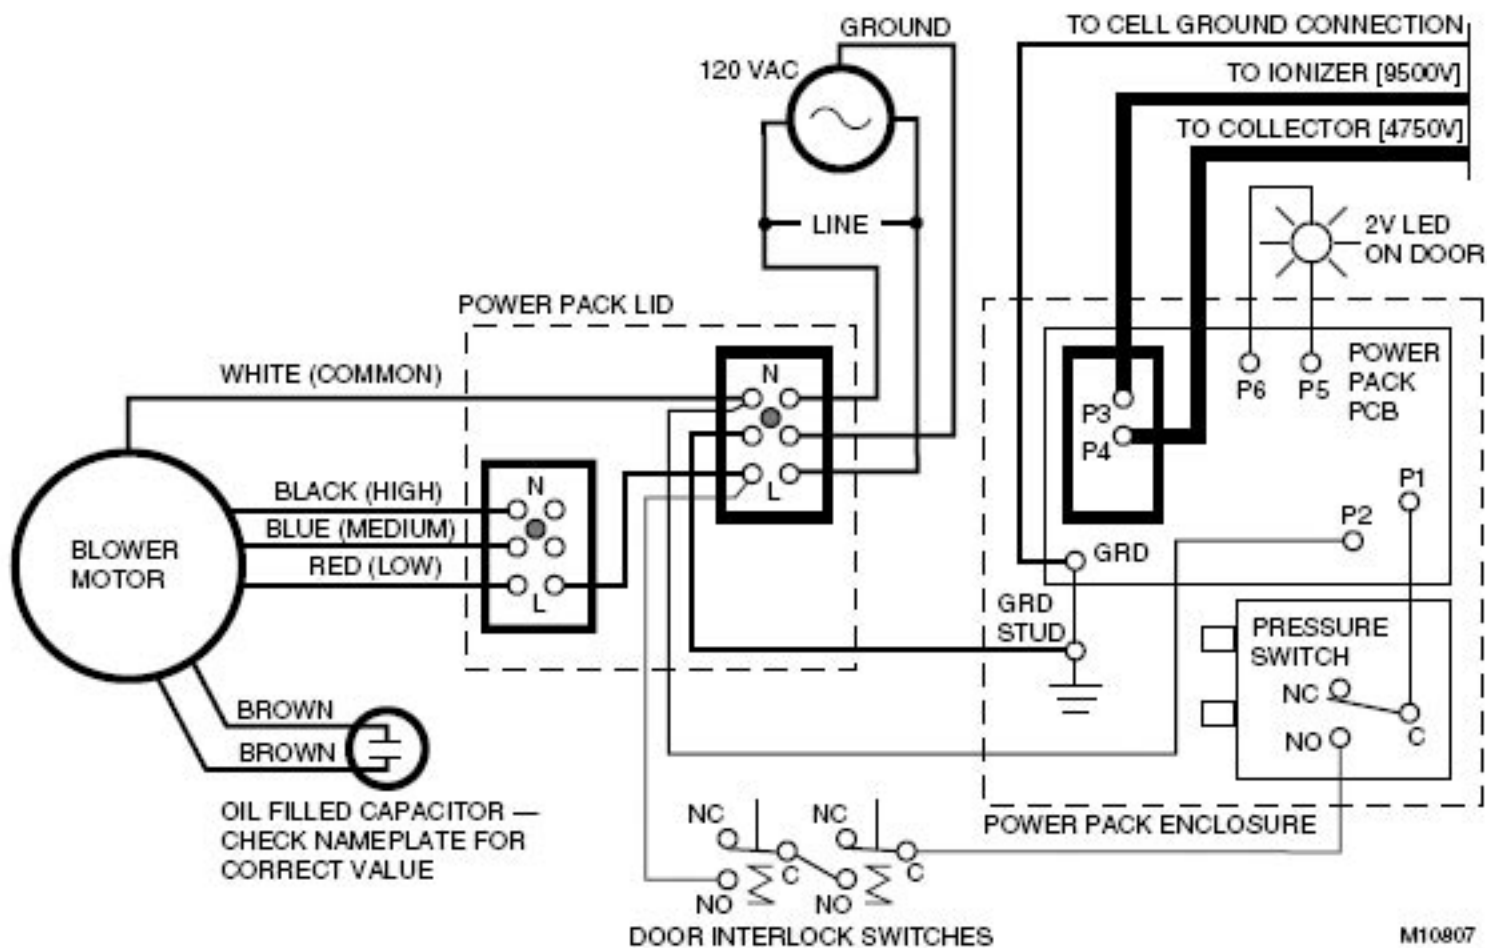 GROUND
TO CELL GROUND CONNECTION
120 VAC
TO IONIZER [9500V]
TO COLLECTOR [4750V]
LINE
2V LED
ON DOOR
POWER PACK LID
WHITE (COMMON)
N
L
P6
P5
POWER
PACK
PCB
P3
P4
BLACK (HIGH)
BLUE (MEDIUM)
RED (LOW)
N
L
BLOWER
MOTOR
P1
P2
GRD
GRD
STUD
PRESSURE
SWITCH
NC
NO
C
BROWN
BROWN
OIL FILLED CAPACITOR —
CHECK NAMEPLATE FOR
CORRECT VALUE
NC
C
NO
NC
C
NO
POWER PACK ENCLOSURE
DOOR INTERLOCK SWITCHES
M10807